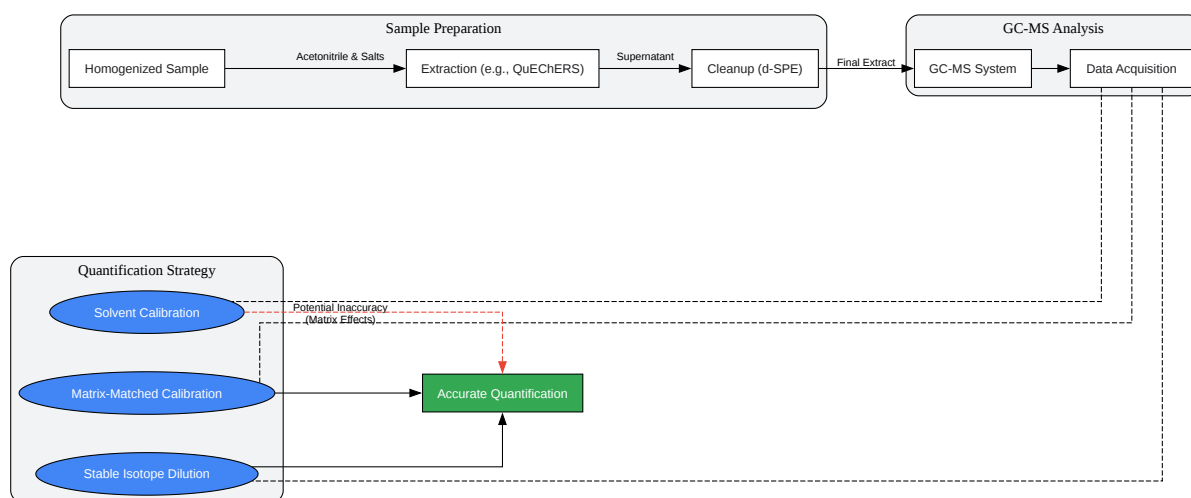 Sample Preparation
GC-MS Analysis
Homogenized Sample
Acetonitrile & Salts
Extraction (e.g., QuEChERS)
Supernatant
Cleanup (d-SPE)
Final Extract
GC-MS System
Data Acquisition
Quantification Strategy
Solvent Calibration
Potential Inaccuracy
(Matrix Effects)
Matrix-Matched Calibration
Accurate Quantification
Stable Isotope Dilution